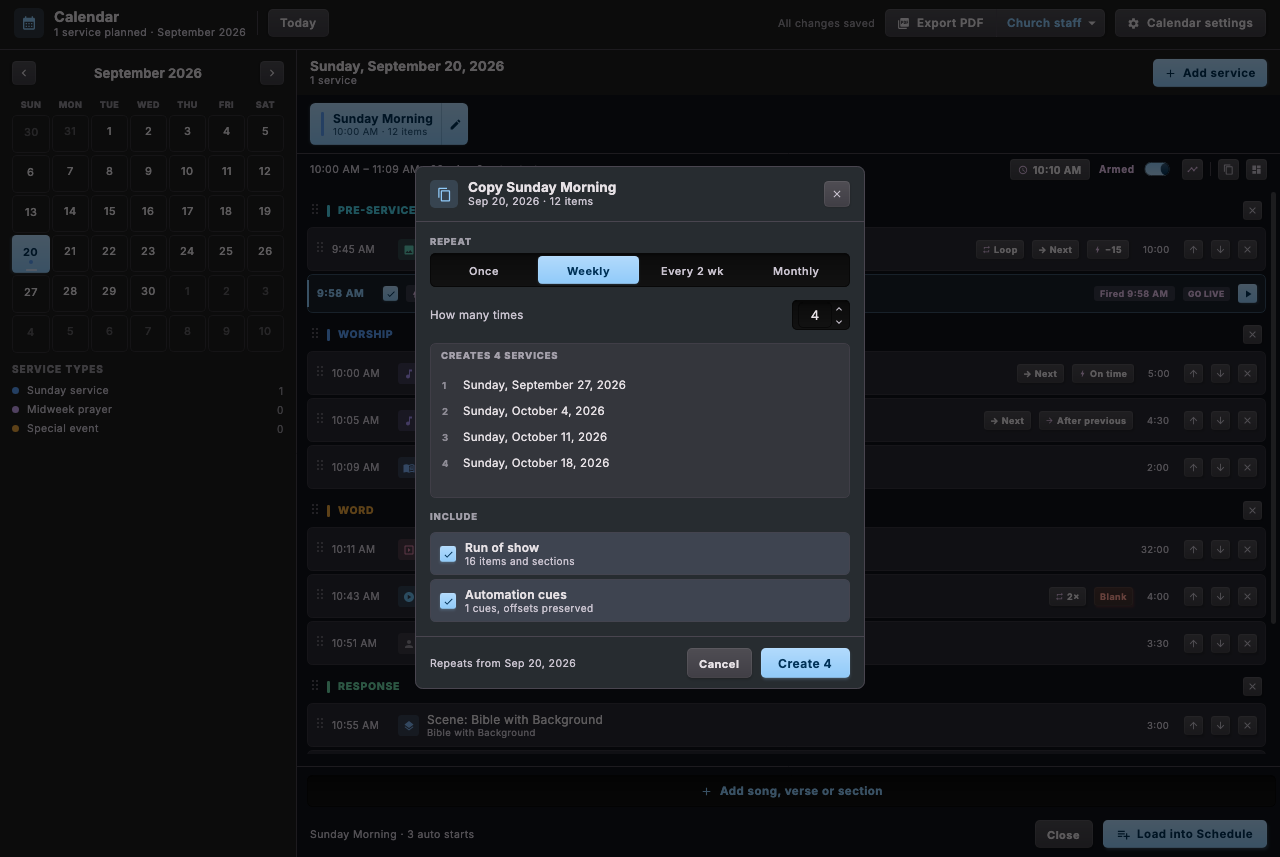 Calendar
1 service planned · September 2026
Today
All changes saved
Export PDF
Church staff
Calendar settings
September 2026
SUN MON TUE WED THU FRI SAT
30 31 1 2 3 4 5
6 7 8 9 10 11 12
13 14 15 16 17 18 19
20 21 22 23 24 25 26
27 28 29 30 1 2 3
4 5 6 7 8 9 10
SERVICE TYPES
Sunday service 1
Midweek prayer 0
Special event 0
Sunday, September 20, 2026
1 service
+ Add service
Sunday Morning
10:00 AM · 12 items
10:00 AM – 11:09 AM
10:10 AM
Armed
PRE-SERVICE
9:45 AM Loop → Next −15 10:00
9:58 AM Fired 9:58 AM GO LIVE
WORSHIP
10:00 AM → Next On time 5:00
10:05 AM → Next → After previous 4:30
10:09 AM 2:00
WORD
10:11 AM 32:00
10:43 AM 2× Blank 4:00
10:51 AM 3:30
RESPONSE
10:55 AM Scene: Bible with Background 3:00
Bible with Background
+ Add song, verse or section
Sunday Morning · 3 auto starts
Close
Load into Schedule
Copy Sunday Morning
Sep 20, 2026 · 12 items
REPEAT
Once Weekly Every 2 wk Monthly
How many times 4
CREATES 4 SERVICES
1 Sunday, September 27, 2026
2 Sunday, October 4, 2026
3 Sunday, October 11, 2026
4 Sunday, October 18, 2026
INCLUDE
Run of show
16 items and sections
Automation cues
1 cues, offsets preserved
Repeats from Sep 20, 2026
Cancel
Create 4